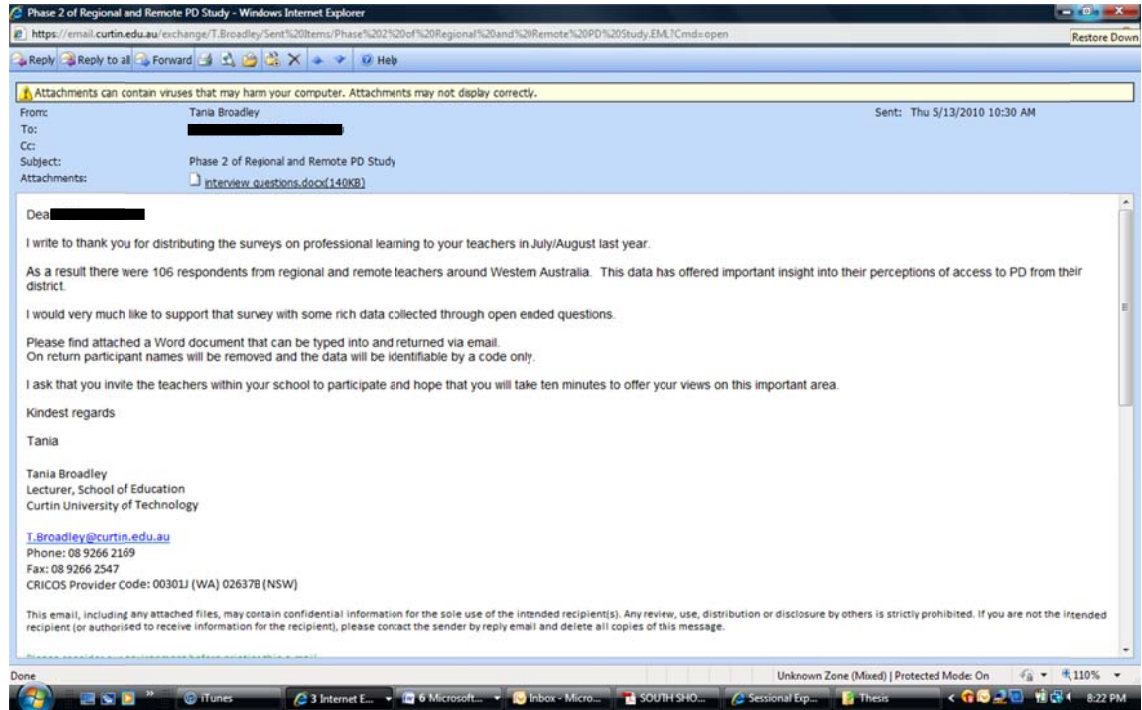 Phase 2 of Regional and Remote PD Study - Windows Internet Explorer
https://email.curtin.edu.au/exchange/T.Broadley/Sent%20Items/Phase%202%20of%20Regional%20and%20Remote%20PD%20Study.EML?Cmd=open
Restore Down
Reply Reply to all Forward Help
Attachments can contain viruses that may harm your computer. Attachments may not display correctly.
From: Tania Broadley Sent: Thu 5/13/2010 10:30 AM
To:
Cc:
Subject: Phase 2 of Regional and Remote PD Study
Attachments: interview questions.docx(140KB)
Dea
I write to thank you for distributing the surveys on professional learning to your teachers in July/August last year.
As a result there were 106 respondents from regional and remote teachers around Western Australia. This data has offered important insight into their perceptions of access to PD from their
district.
I would very much like to support that survey with some rich data collected through open ended questions.
Please find attached a Word document that can be typed into and returned via email.
On return participant names will be removed and the data will be identifiable by a code only.
I ask that you invite the teachers within your school to participate and hope that you will take ten minutes to offer your views on this important area.
Kindest regards
Tania
Tania Broadley
Lecturer, School of Education
Curtin University of Technology
T.Broadley@curtin.edu.au
Phone: 08 9266 2169
Fax: 08 9266 2547
CRICOS Provider Code: 00301J (WA) 02637B (NSW)
This email, including any attached files, may contain confidential information for the sole use of the intended recipient(s). Any review, use, distribution or disclosure by others is strictly prohibited. If you are not the intended
recipient (or authorised to receive information for the recipient), please contact the sender by reply email and delete all copies of this message.
Done Unknown Zone (Mixed) | Protected Mode: On 110%
iTunes 3 Internet E... 6 Microsoft... Inbox - Micro... SOUTH SHO... Sessional Exp... Thesis 8:22 PM